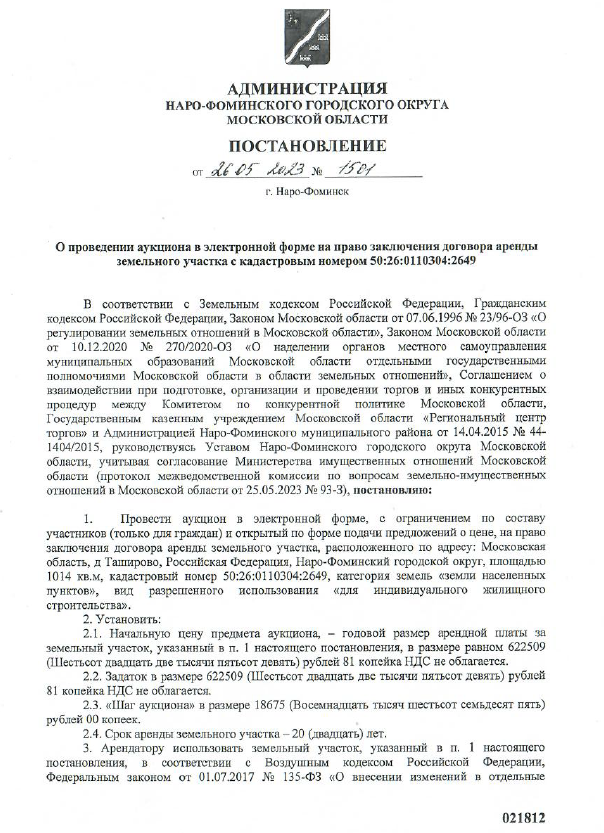 АДМИНИСТРАЦИЯ
НАРО-ФОМИНСКОГО ГОРОДСКОГО ОКРУГА
МОСКОВСКОЙ ОБЛАСТИ
ПОСТАНОВЛЕНИЕ
от 26 05 2023 № 1501
г. Наро-Фоминск
О проведении аукциона в электронной форме на право заключения договора аренды
земельного участка с кадастровым номером 50:26:0110304:2649
В соответствии с Земельным кодексом Российской Федерации, Гражданским
кодексом Российской Федерации, Законом Московской области от 07.06.1996 № 23/96-ОЗ «О
регулировании земельных отношений в Московской области», Законом Московской области
от 10.12.2020 № 270/2020-ОЗ «О наделении органов местного самоуправления
муниципальных образований Московской области отдельными государственными
полномочиями Московской области в области земельных отношений», Соглашением о
взаимодействии при подготовке, организации и проведении торгов и иных конкурентных
процедур между Комитетом по конкурентной политике Московской области,
Государственным казенным учреждением Московской области «Региональный центр
торгов» и Администрацией Наро-Фоминского муниципального района от 14.04.2015 № 44-
1404/2015, руководствуясь Уставом Наро-Фоминского городского округа Московской
области, учитывая согласование Министерства имущественных отношений Московской
области (протокол межведомственной комиссии по вопросам земельно-имущественных
отношений в Московской области от 25.05.2023 № 93-З), постановляю:
1. Провести аукцион в электронной форме, с ограничением по составу
участников (только для граждан) и открытый по форме подачи предложений о цене, на право
заключения договора аренды земельного участка, расположенного по адресу: Московская
область, д Таширово, Российская Федерация, Наро-Фоминский городской округ, площадью
1014 кв.м, кадастровый номер 50:26:0110304:2649, категория земель «земли населенных
пунктов», вид разрешенного использования «для индивидуального жилищного
строительства».
2. Установить:
2.1. Начальную цену предмета аукциона, – годовой размер арендной платы за
земельный участок, указанный в п. 1 настоящего постановления, в размере равном 622509
(Шестьсот двадцать две тысячи пятьсот девять) рублей 81 копейка НДС не облагается.
2.2. Задаток в размере 622509 (Шестьсот двадцать две тысячи пятьсот девять) рублей
81 копейка НДС не облагается.
2.3. «Шаг аукциона» в размере 18675 (Восемнадцать тысяч шестьсот семьдесят пять)
рублей 00 копеек.
2.4. Срок аренды земельного участка – 20 (двадцать) лет.
3. Арендатору использовать земельный участок, указанный в п. 1 настоящего
постановления, в соответствии с Воздушным кодексом Российской Федерации,
Федеральным законом от 01.07.2017 № 135-ФЗ «О внесении изменений в отдельные
021812